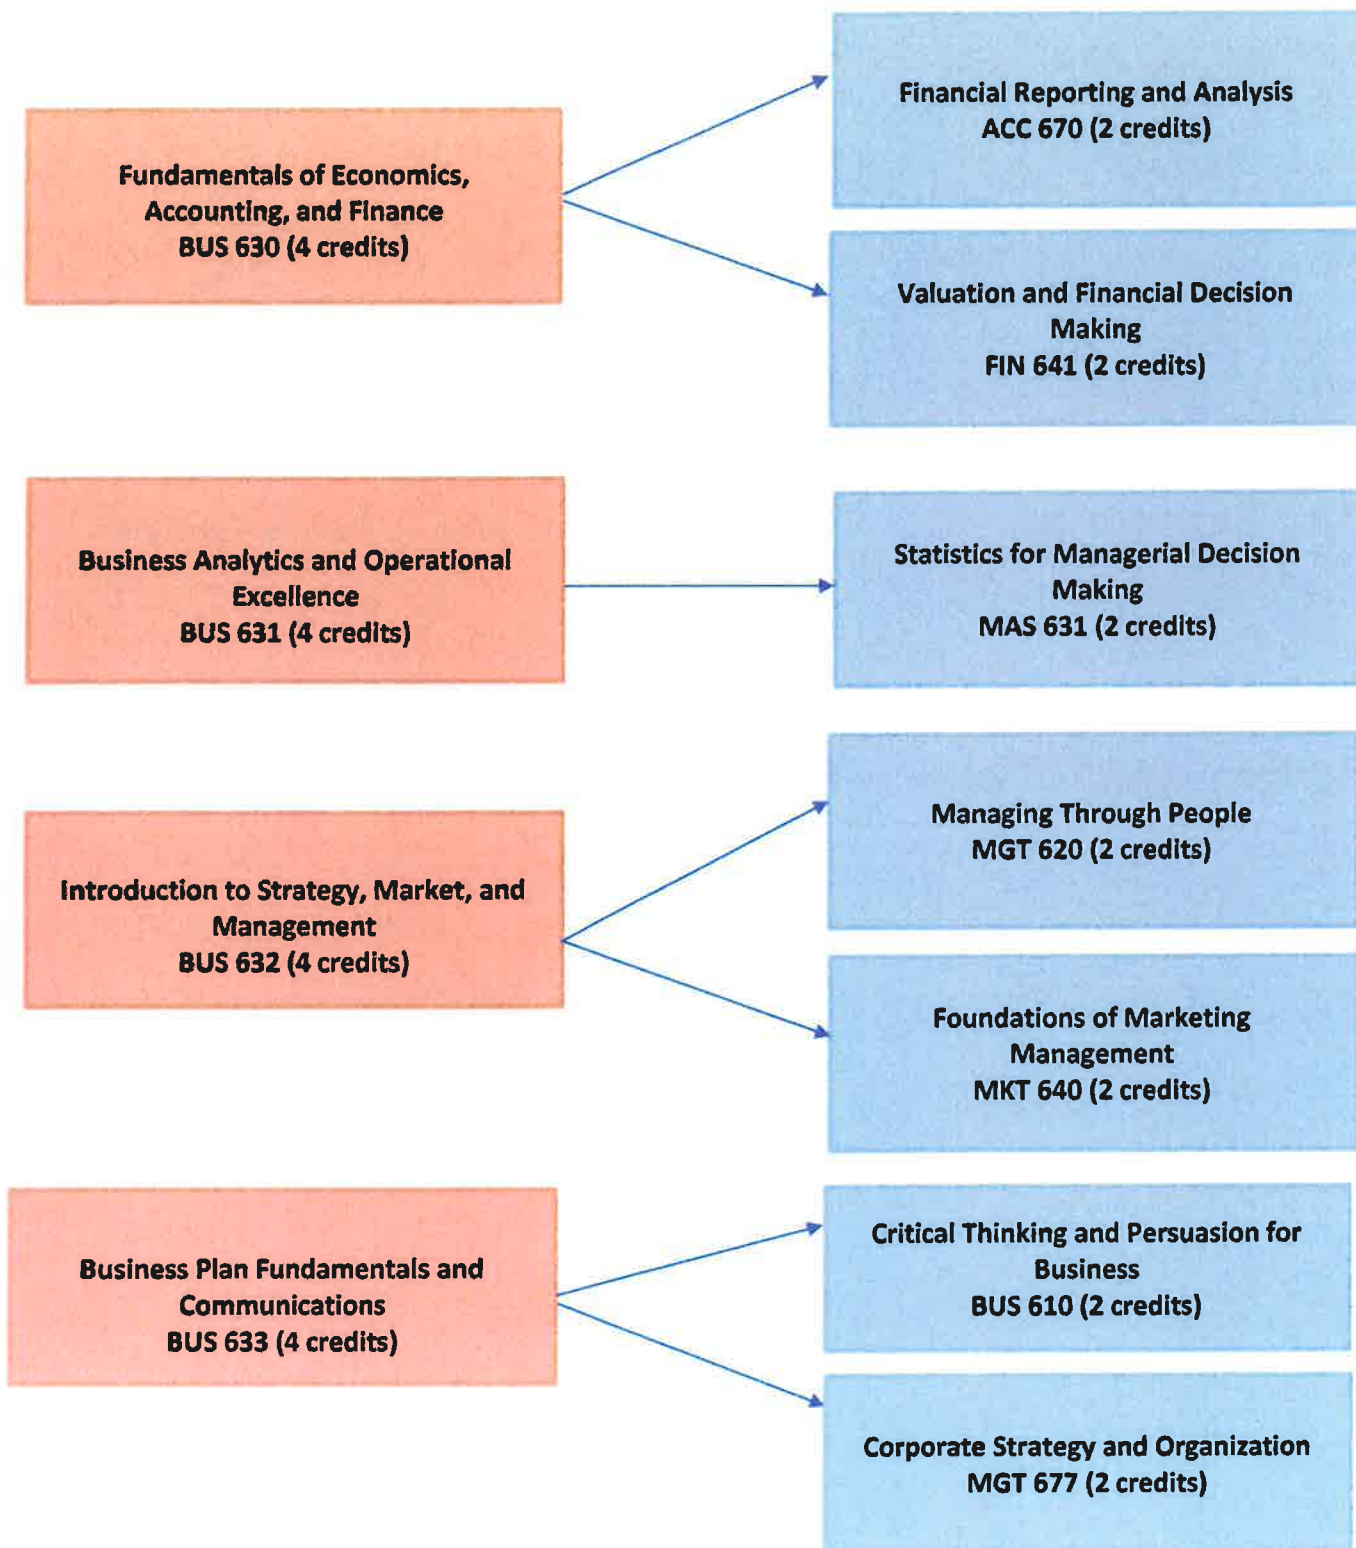 Fundamentals of Economics,
Accounting, and Finance
BUS 630 (4 credits)
Financial Reporting and Analysis
ACC 670 (2 credits)
Valuation and Financial Decision
Making
FIN 641 (2 credits)
Business Analytics and Operational
Excellence
BUS 631 (4 credits)
Statistics for Managerial Decision
Making
MAS 631 (2 credits)
Introduction to Strategy, Market, and
Management
BUS 632 (4 credits)
Managing Through People
MGT 620 (2 credits)
Foundations of Marketing
Management
MKT 640 (2 credits)
Business Plan Fundamentals and
Communications
BUS 633 (4 credits)
Critical Thinking and Persuasion for
Business
BUS 610 (2 credits)
Corporate Strategy and Organization
MGT 677 (2 credits)